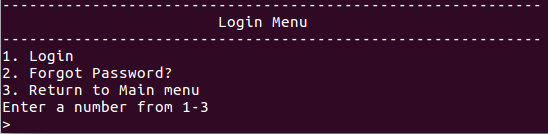 ------------------------------------------------------------
Login Menu
------------------------------------------------------------
1. Login
2. Forgot Password?
3. Return to Main menu
Enter a number from 1-3
>